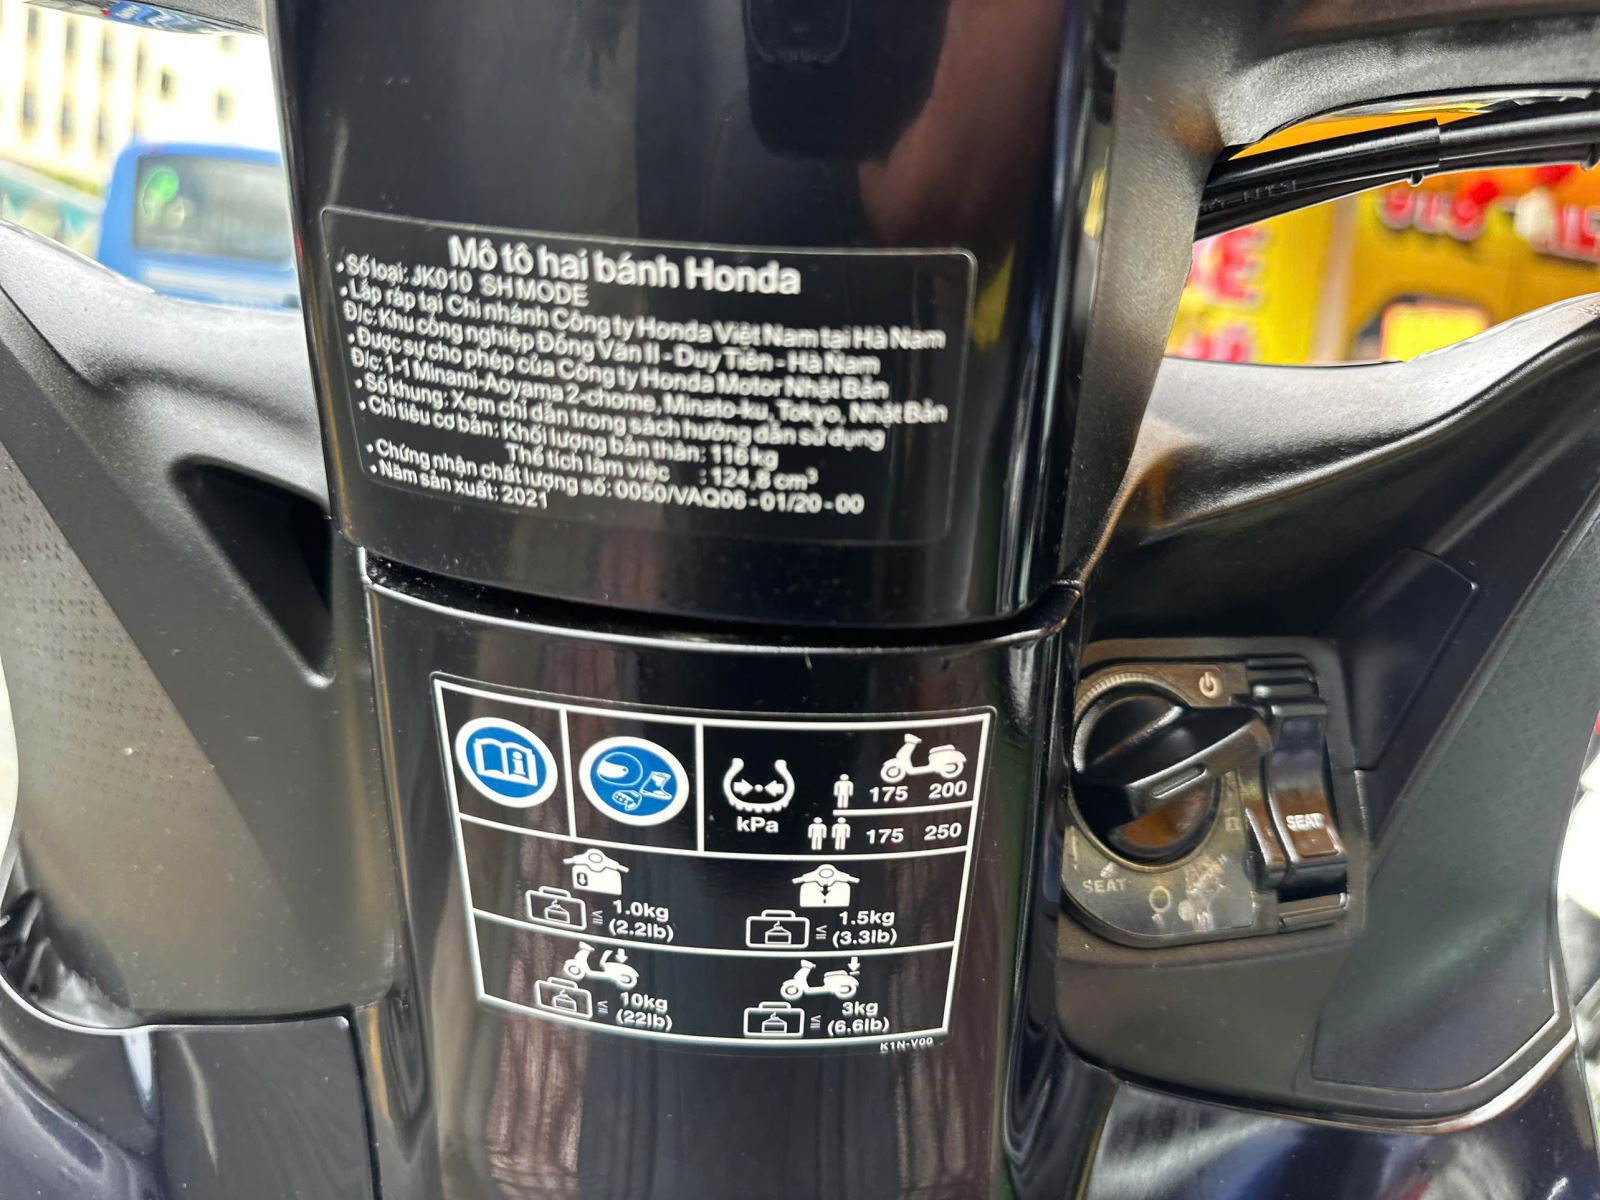 Mô tô hai bánh Honda
• Số loại: JK010 SH MODE
• Lắp ráp tại Chi nhánh Công ty Honda Việt Nam tại Hà Nam
Đ/c: Khu công nghiệp Đồng Văn II - Duy Tiên - Hà Nam
• Được sự cho phép của Công ty Honda Motor Nhật Bản
Đ/c: 1-1 Minami-Aoyama 2-chome, Minato-ku, Tokyo, Nhật Bản
• Số khung: Xem chỉ dẫn trong sách hướng dẫn sử dụng
• Chỉ tiêu cơ bản: Khối lượng bản thân: 116 kg
Thể tích làm việc : 124,8 cm³
• Chứng nhận chất lượng số: 0050/VAQ06 - 01/20 - 00
• Năm sản xuất: 2021
kPa
175 200
175 250
≤ 1.0kg
(2.2lb)
≤ 1.5kg
(3.3lb)
≤ 10kg
(22lb)
≤ 3kg
(6.6lb)
K1N-V00
SEAT
SEAT